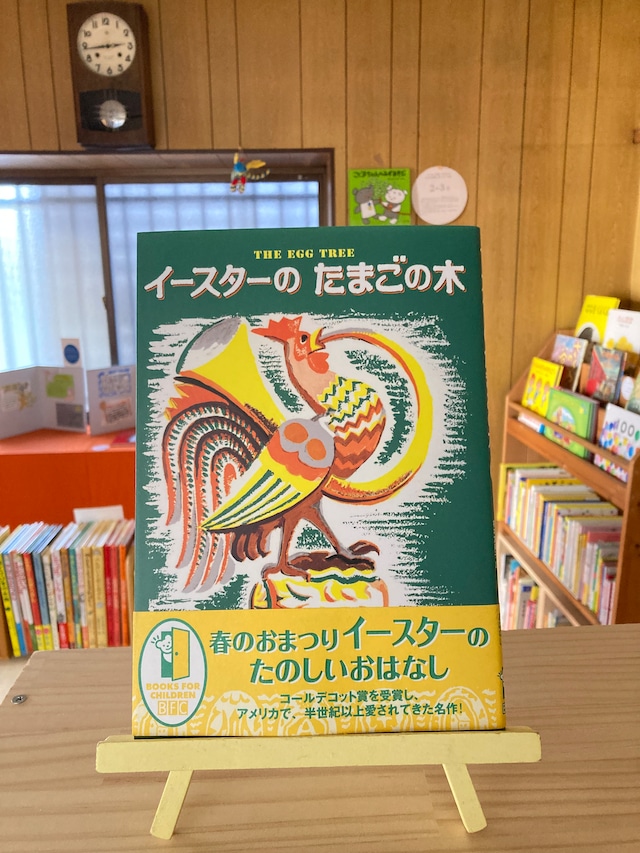 THE EGG TREE
イースターの たまごの木
春のおまつりイースターの
たのしいおはなし
コールデコット賞を受賞し、
アメリカで、半世紀以上愛されてきた名作!
BOOKS FOR
CHILDREN
BFC